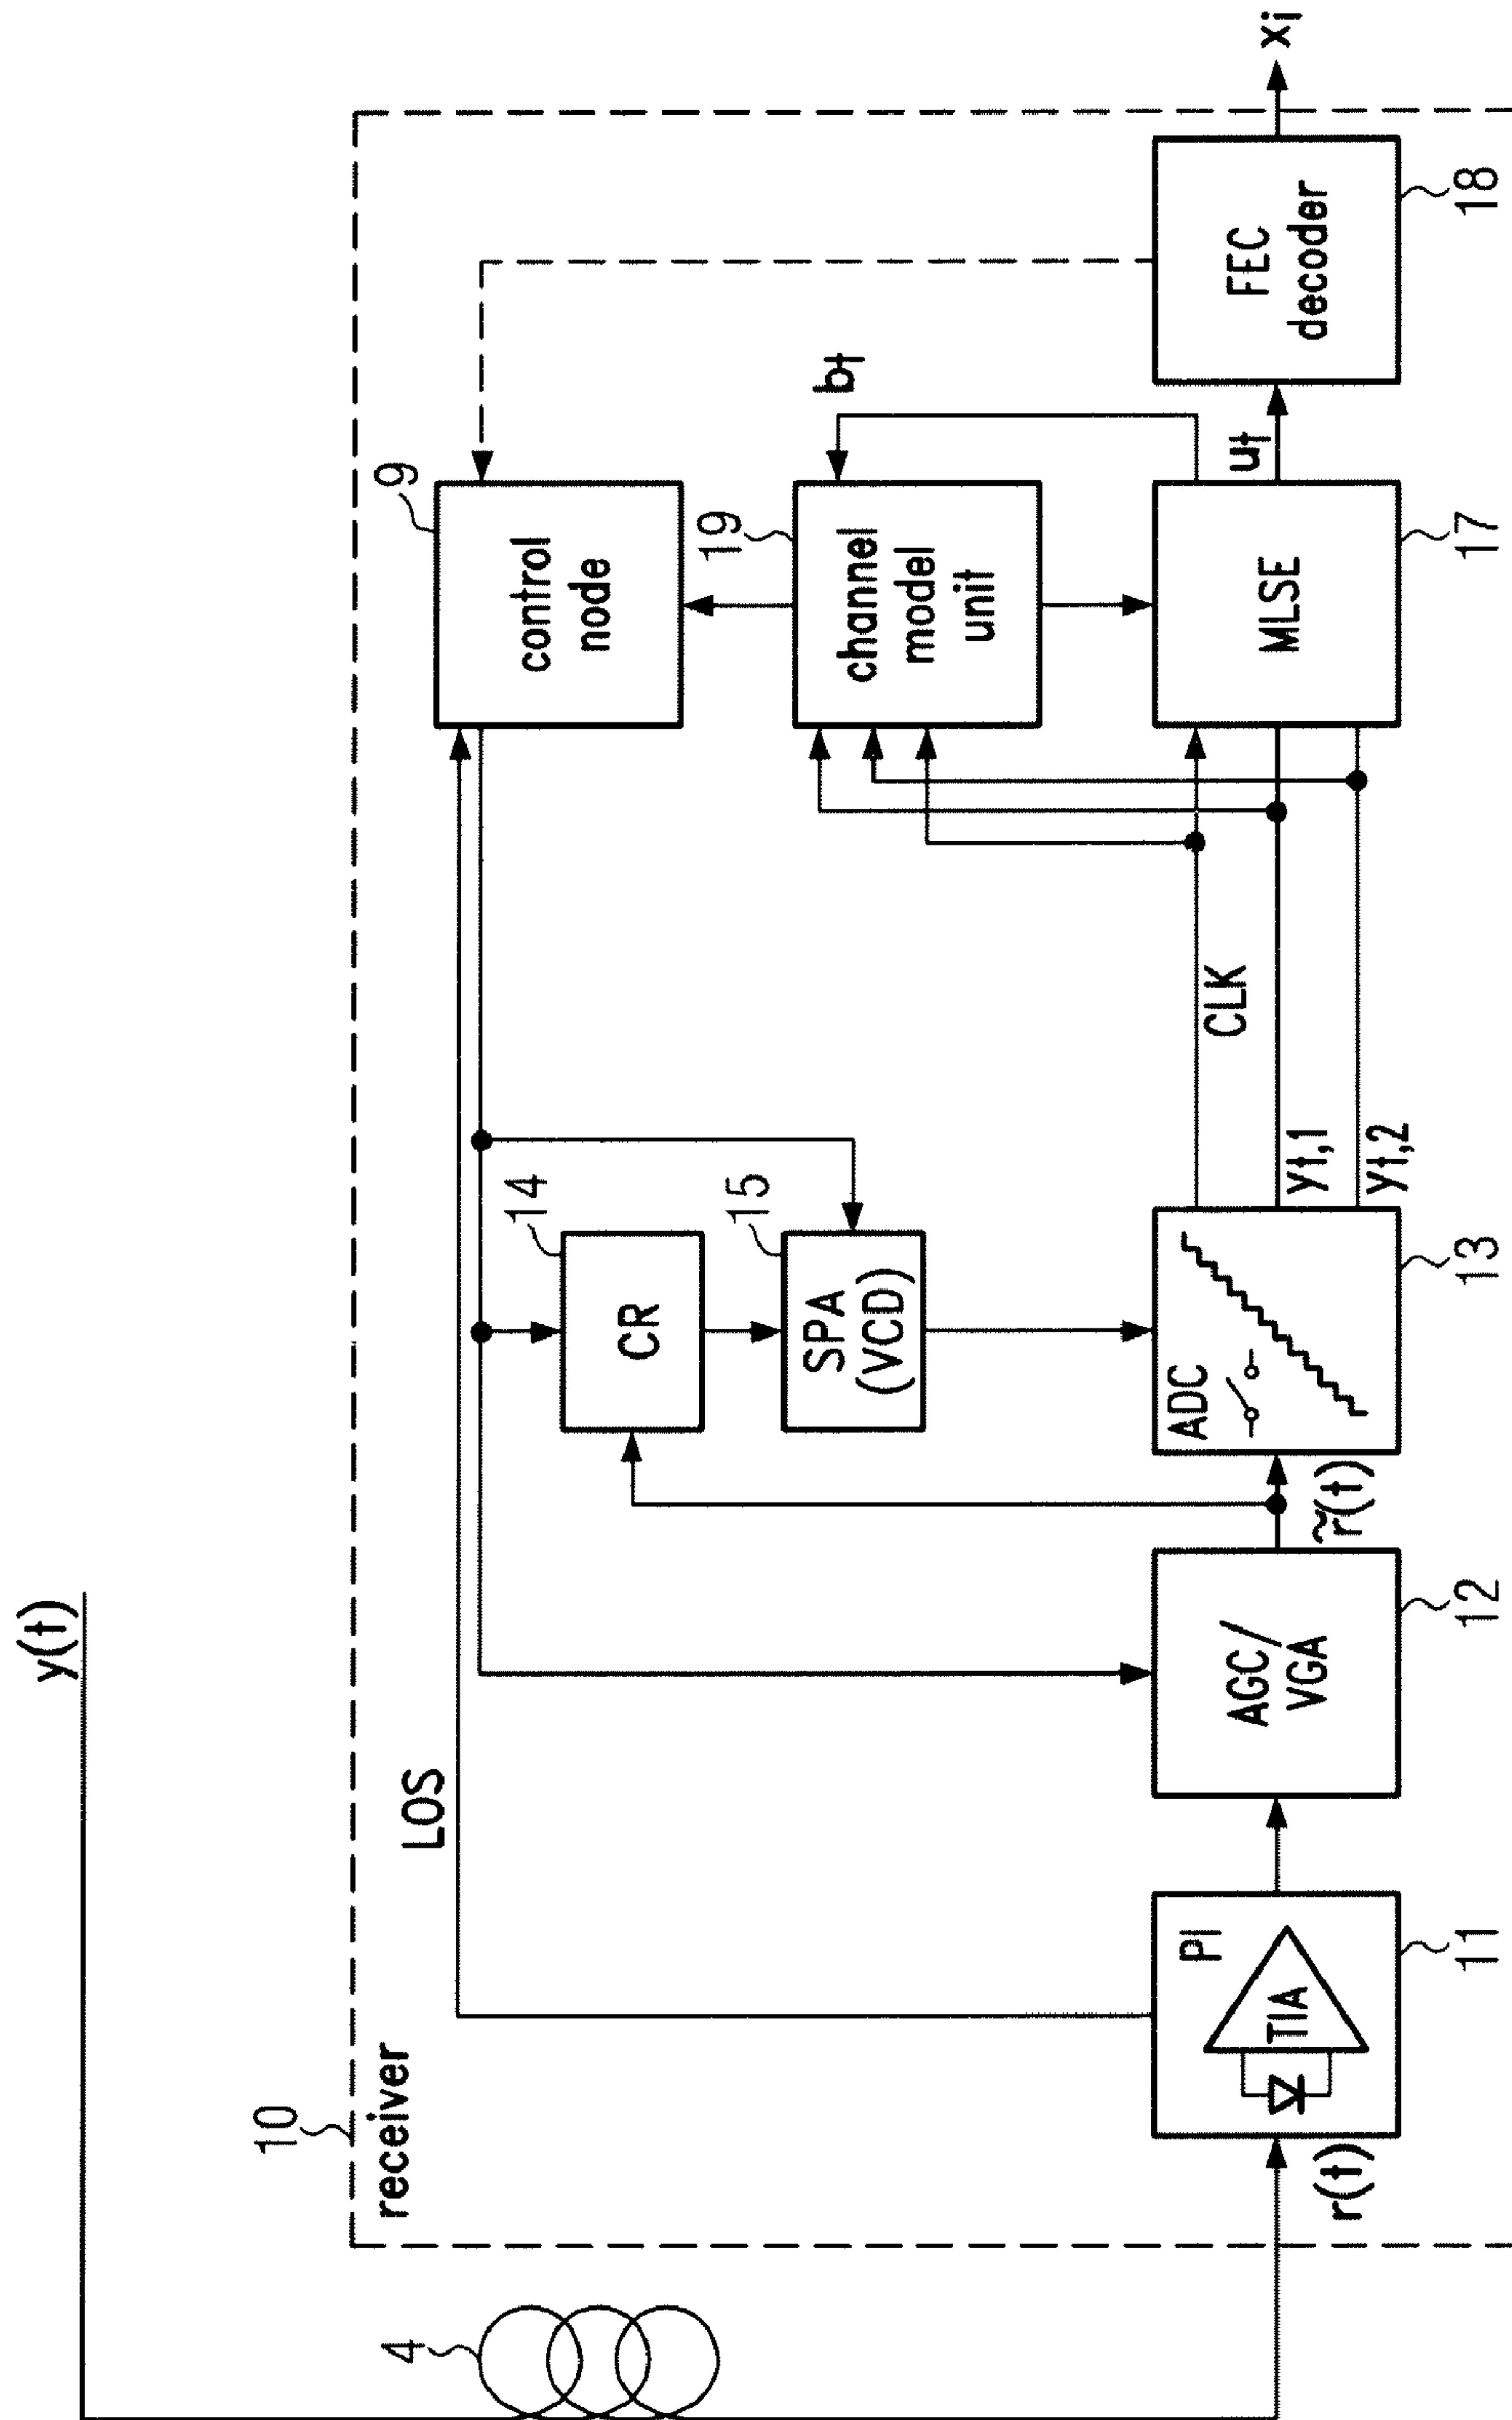 y(t)
4
10
receiver
LOS
r(t)
PI
TIA
11
AGC/
VGA
12
r̃(t)
CR
14
SPA
(VCD)
15
ADC
13
CLK
yt,1
yt,2
control
node
9
channel
model
unit
19
bt
MLSE
17
ut
FEC
decoder
18
xi